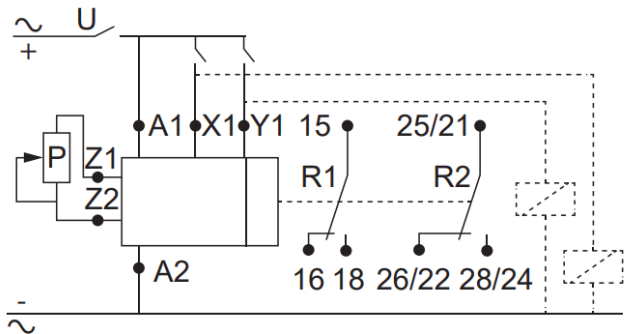 ~ U
+
A1 X1 Y1 15 25/21
P Z1
Z2
R1 R2
A2
16 18 26/22 28/24
-
~